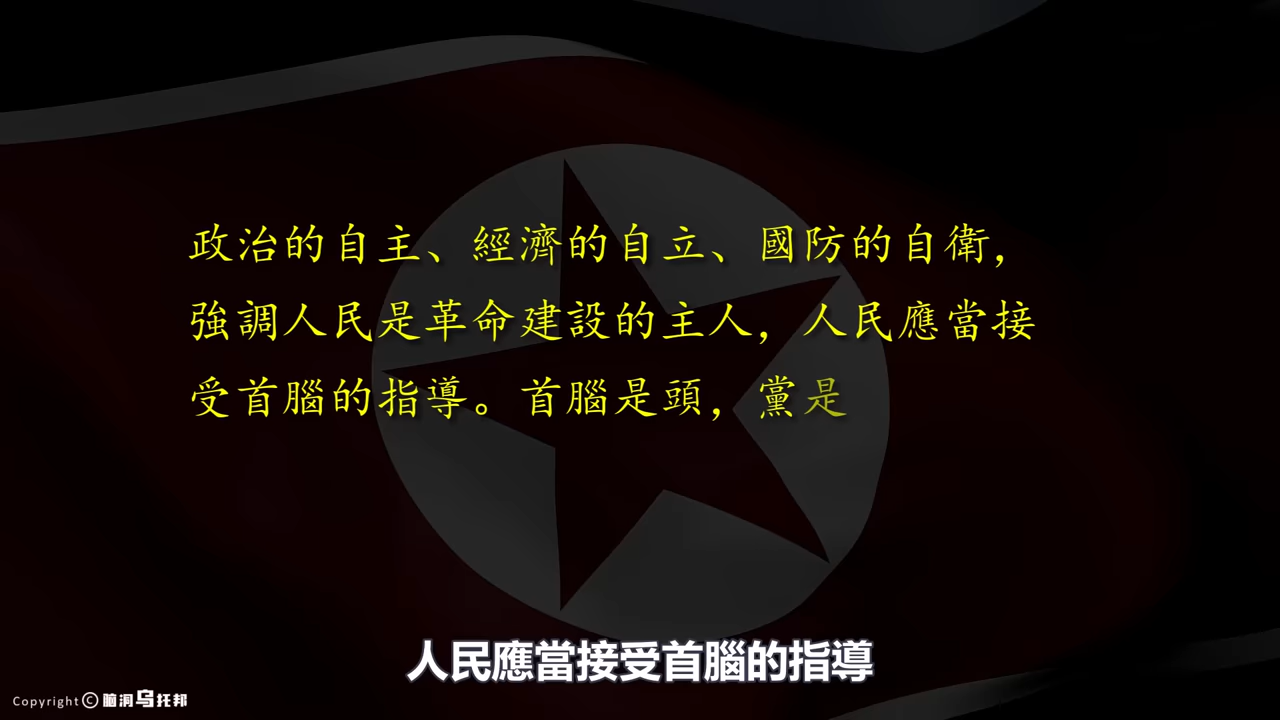 政治的自主、經濟的自立、國防的自衛，
強調人民是革命建設的主人，人民應當接
受首腦的指導。首腦是頭，黨是
人民應當接受首腦的指導
Copyright © 脑洞乌托邦